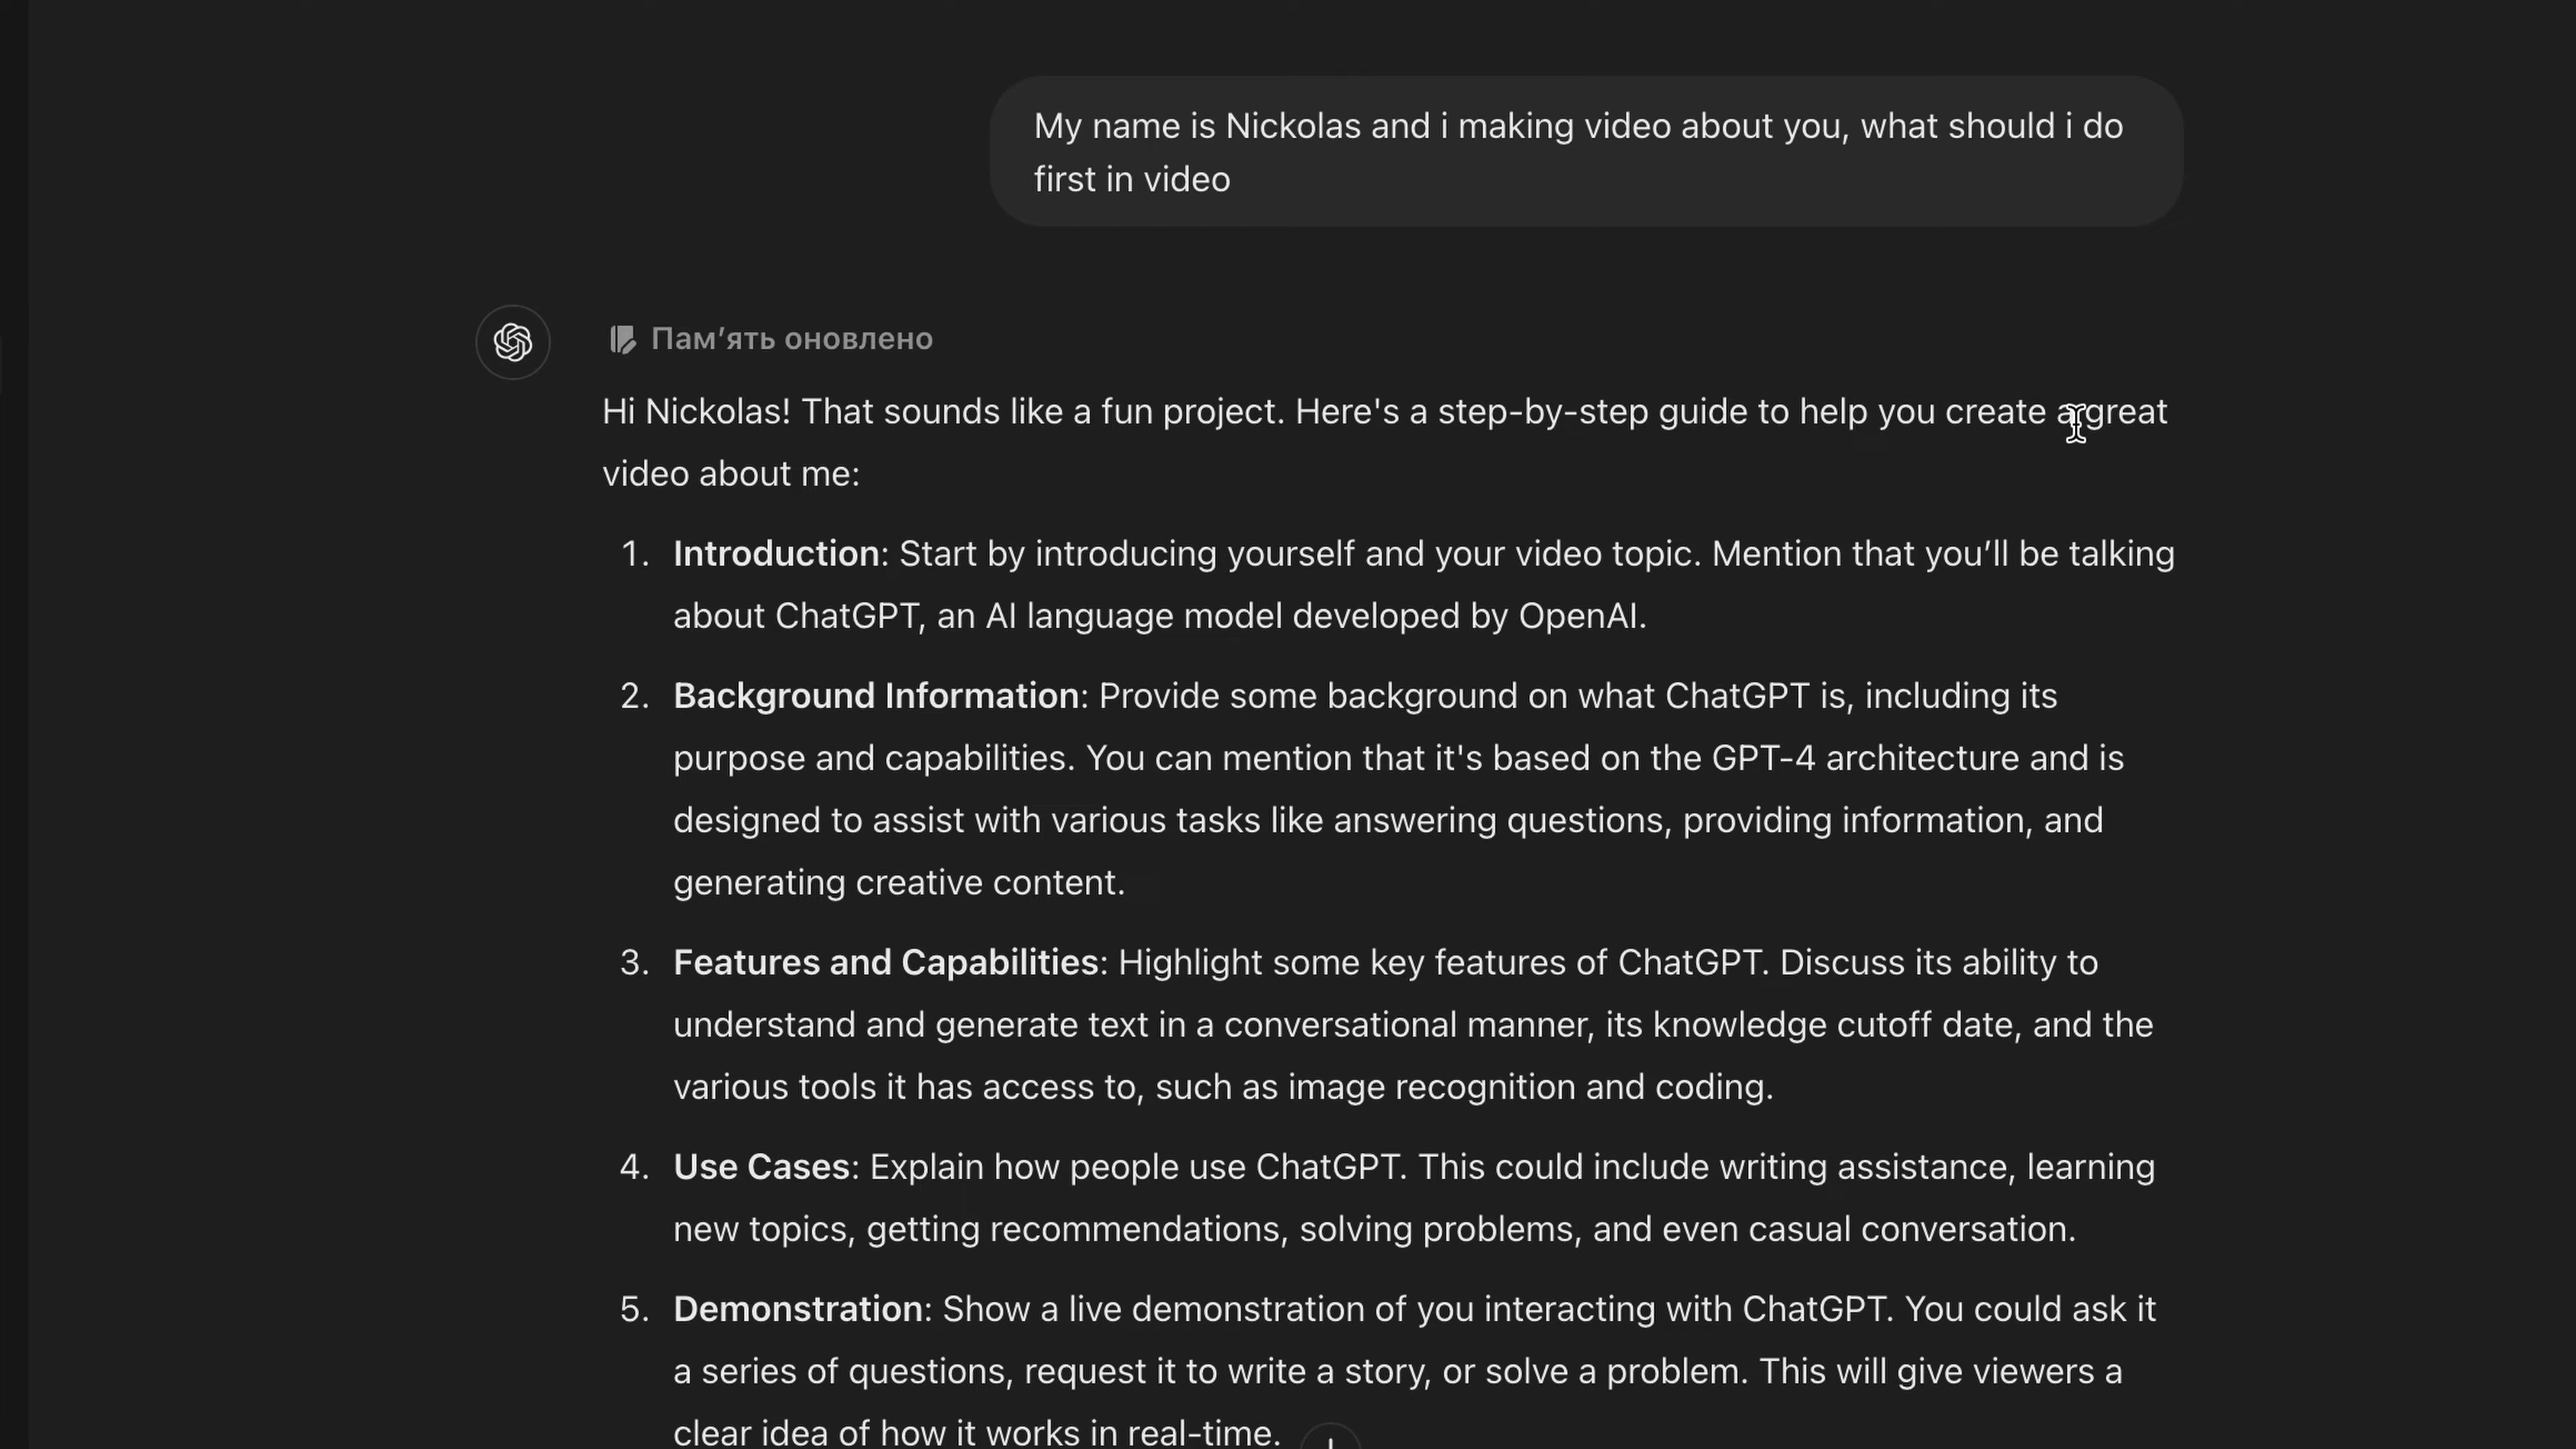 My name is Nickolas and i making video about you, what should i do
first in video
Пам’ять оновлено
Hi Nickolas! That sounds like a fun project. Here's a step-by-step guide to help you create a great
video about me:
1. Introduction: Start by introducing yourself and your video topic. Mention that you’ll be talking
about ChatGPT, an AI language model developed by OpenAI.
2. Background Information: Provide some background on what ChatGPT is, including its
purpose and capabilities. You can mention that it's based on the GPT-4 architecture and is
designed to assist with various tasks like answering questions, providing information, and
generating creative content.
3. Features and Capabilities: Highlight some key features of ChatGPT. Discuss its ability to
understand and generate text in a conversational manner, its knowledge cutoff date, and the
various tools it has access to, such as image recognition and coding.
4. Use Cases: Explain how people use ChatGPT. This could include writing assistance, learning
new topics, getting recommendations, solving problems, and even casual conversation.
5. Demonstration: Show a live demonstration of you interacting with ChatGPT. You could ask it
a series of questions, request it to write a story, or solve a problem. This will give viewers a
clear idea of how it works in real-time.